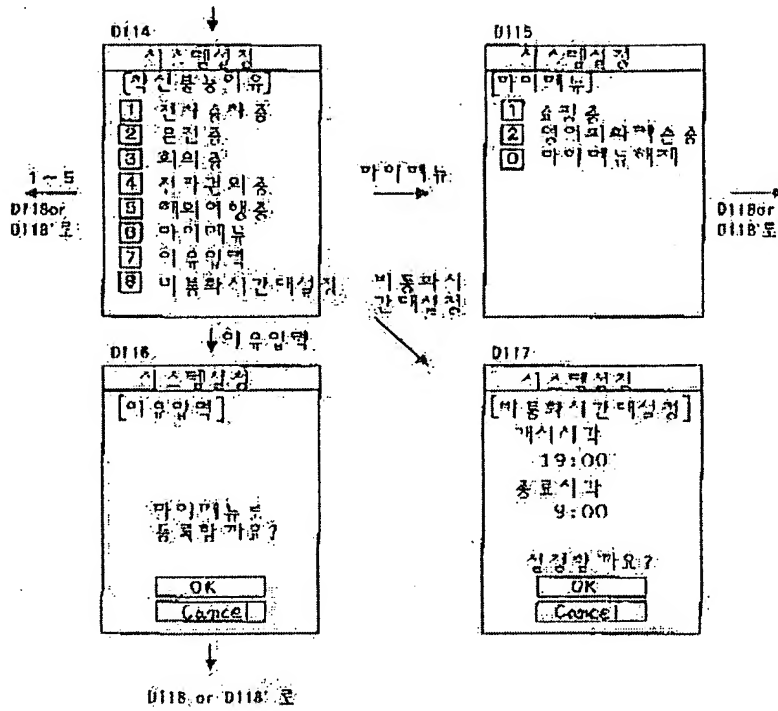 D114
시스템설정
[착신불능이유]
1 전차승차중
2 운전중
3 회의중
4 전파권외중
5 해외여행중
6 마이메뉴
7 이유입력
8 비통화시간대설정
1~5
D118or
D118'로
마이메뉴
비통화시
간대설정
D115
시스템설정
[마이메뉴]
1 쇼핑중
2 영어회화레슨중
0 마이메뉴해제
D118or
D118'로
이유입력
D116
시스템설정
[이유입력]
마이메뉴로
등록할까요?
OK
Cancel
D118 or D118' 로
D117
시스템설정
[비통화시간대설정]
개시시각
19:00
종료시각
9:00
설정할까요?
OK
Cancel